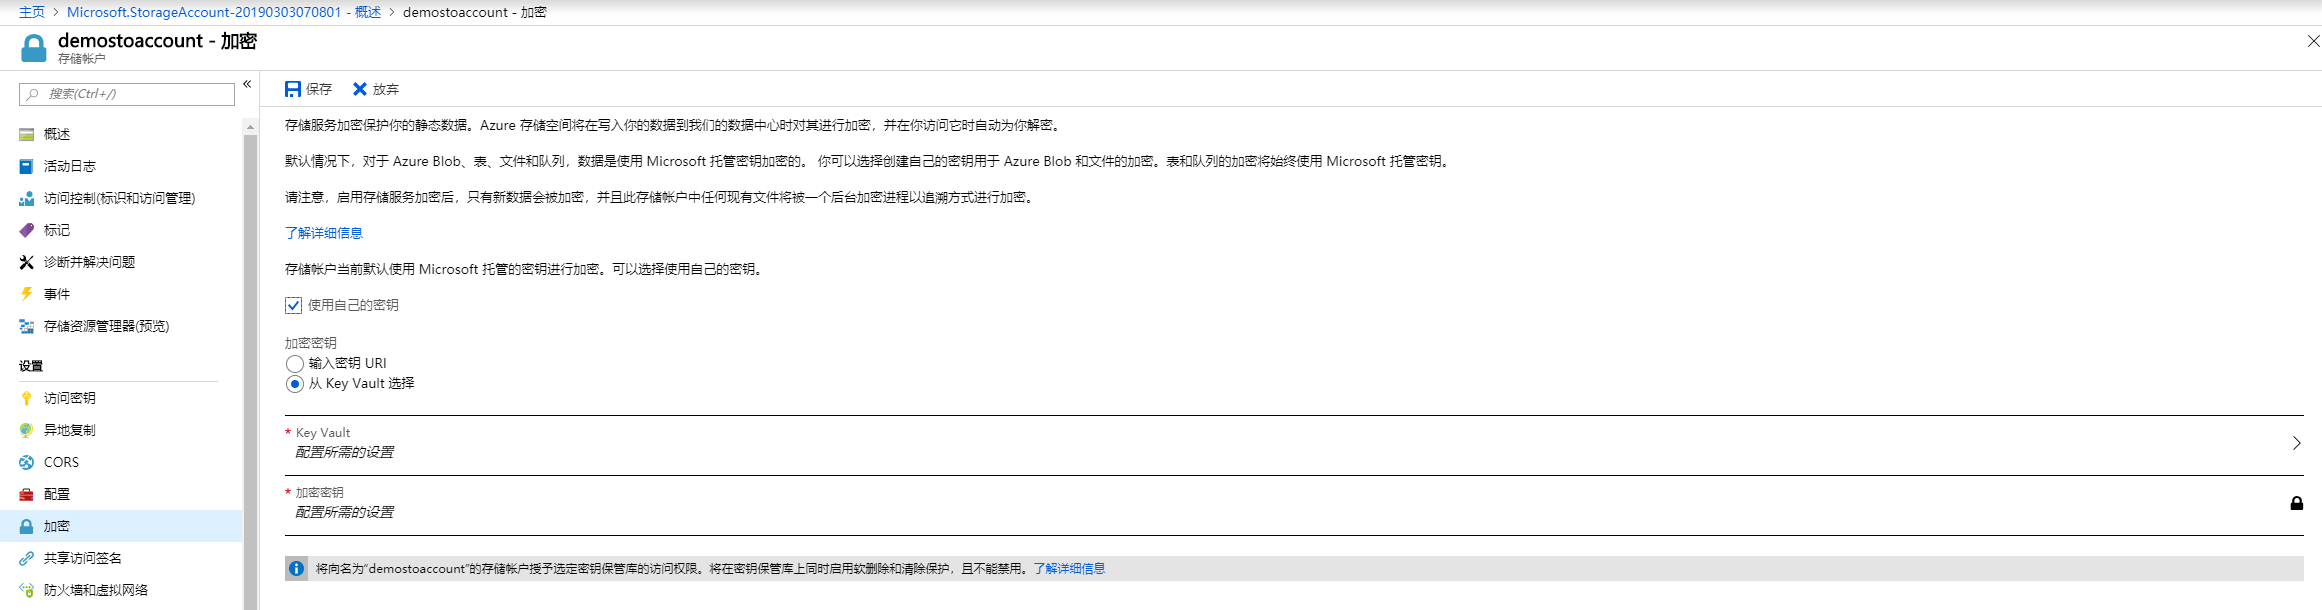 主页 > Microsoft.StorageAccount-20190303070801 - 概述 > demostoaccount - 加密
demostoaccount - 加密
存储帐户
搜索(Ctrl+/)
«
概述
活动日志
访问控制(标识和访问管理)
标记
诊断并解决问题
事件
存储资源管理器(预览)
设置
访问密钥
异地复制
CORS
配置
加密
共享访问签名
防火墙和虚拟网络
保存 放弃
存储服务加密保护你的静态数据。Azure 存储空间将在写入你的数据到我们的数据中心时对其进行加密，并在你访问它时自动为你解密。
默认情况下，对于 Azure Blob、表、文件和队列，数据是使用 Microsoft 托管密钥加密的。 你可以选择创建自己的密钥用于 Azure Blob 和文件的加密。表和队列的加密将始终使用 Microsoft 托管密钥。
请注意，启用存储服务加密后，只有新数据会被加密，并且此存储帐户中任何现有文件将被一个后台加密进程以追溯方式进行加密。
了解详细信息
存储帐户当前默认使用 Microsoft 托管的密钥进行加密。可以选择使用自己的密钥。
使用自己的密钥
加密密钥
输入密钥 URI
从 Key Vault 选择
* Key Vault
配置所需的设置
* 加密密钥
配置所需的设置
将向名为“demostoaccount”的存储帐户授予选定密钥保管库的访问权限。将在密钥保管库上同时启用软删除和清除保护，且不能禁用。了解详细信息